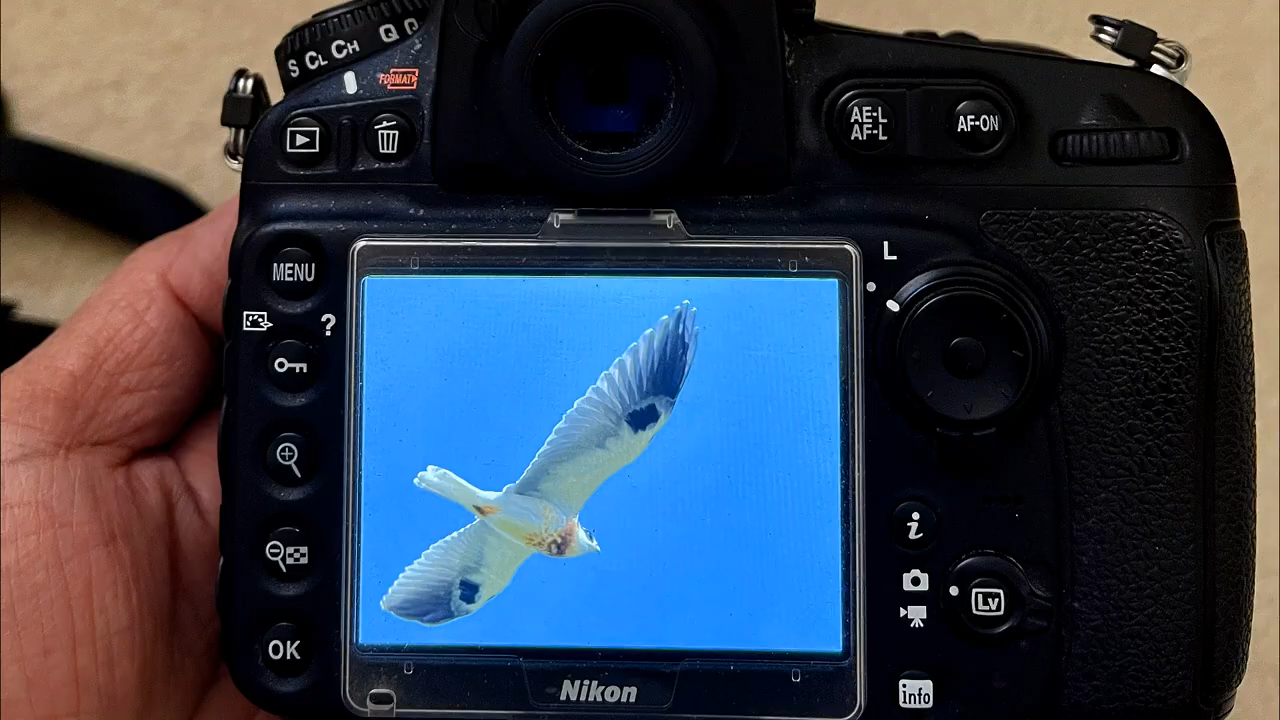 S CL CH Q
FORMAT
AE-L
AF-L
AF-ON
MENU
L
?
i
OK
Lv
info
Nikon